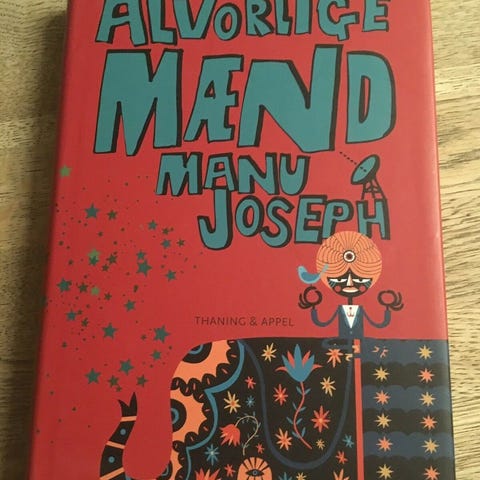 ALVORLIGE
MÆND
MANU
JOSEPH
THANING & APPEL